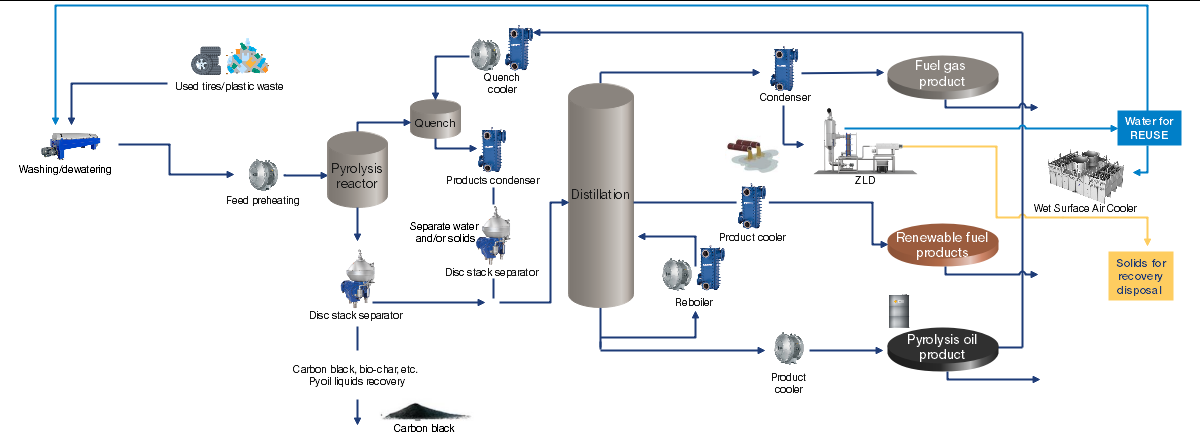 Used tires/plastic waste
Washing/dewatering
Feed preheating
Pyrolysis
reactor
Quench
Quench
cooler
Products condenser
Separate water
and/or solids
Disc stack separator
Disc stack separator
Carbon black, bio-char, etc.
Pyoil liquids recovery
Carbon black
Distillation
Condenser
Fuel gas
product
ZLD
Water for
REUSE
Wet Surface Air Cooler
Product cooler
Renewable fuel
products
Solids for
recovery
disposal
Reboiler
Product
cooler
Pyrolysis oil
product